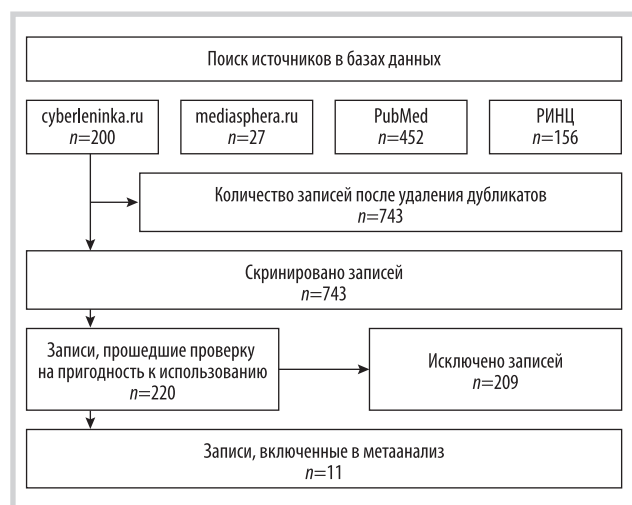 Поиск источников в базах данных
cyberleninka.ru
n=200
mediasphera.ru
n=27
PubMed
n=452
РИНЦ
n=156
Количество записей после удаления дубликатов
n=743
Скринировано записей
n=743
Записи, прошедшие проверку
на пригодность к использованию
n=220
Исключено записей
n=209
Записи, включенные в метаанализ
n=11